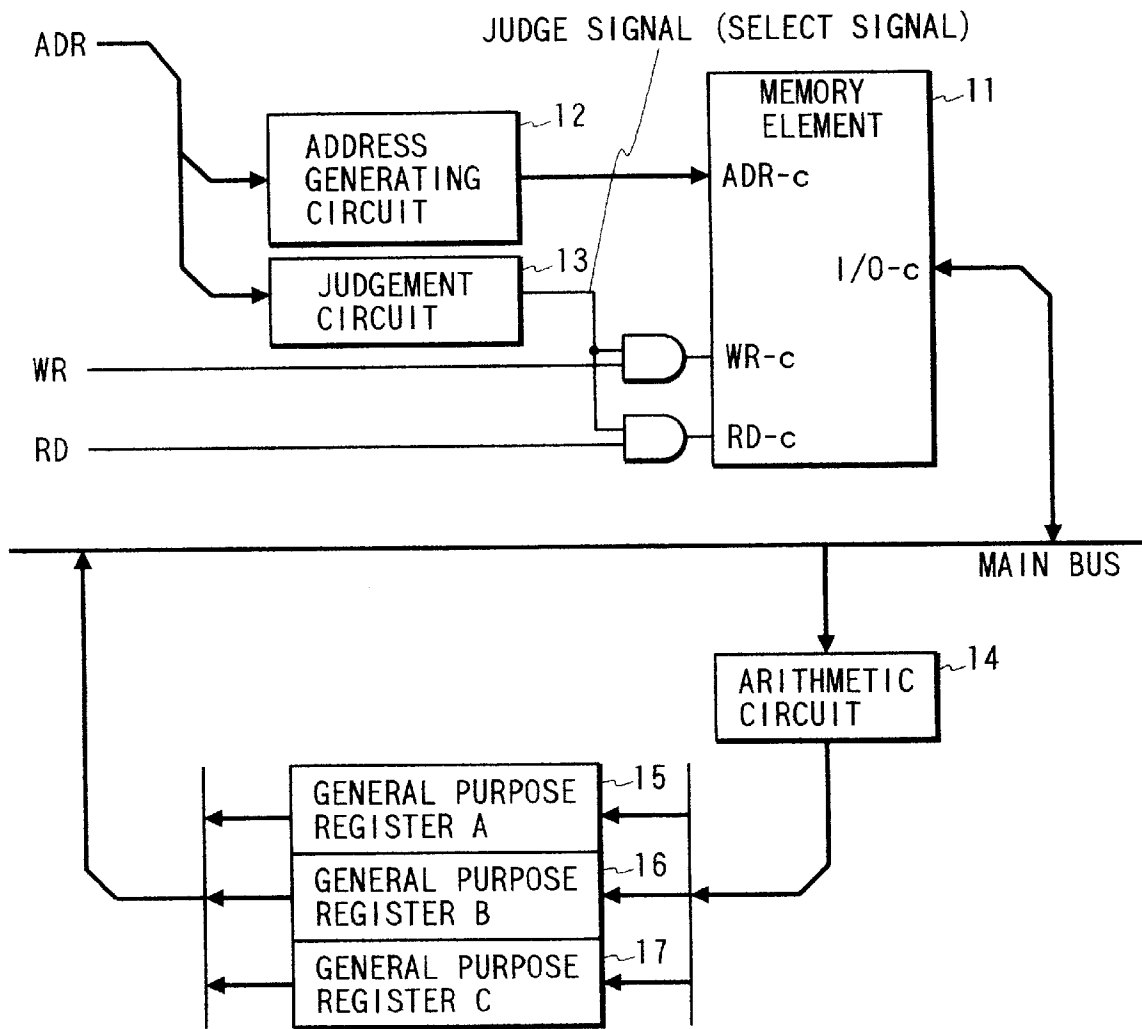 JUDGE SIGNAL (SELECT SIGNAL)
ADR
12
ADDRESS
GENERATING
CIRCUIT
MEMORY
ELEMENT
11
ADR-c
13
JUDGEMENT
CIRCUIT
I/O-c
WR
WR-c
RD
RD-c
MAIN BUS
14
ARITHMETIC
CIRCUIT
15
GENERAL PURPOSE
REGISTER A
16
GENERAL PURPOSE
REGISTER B
17
GENERAL PURPOSE
REGISTER C